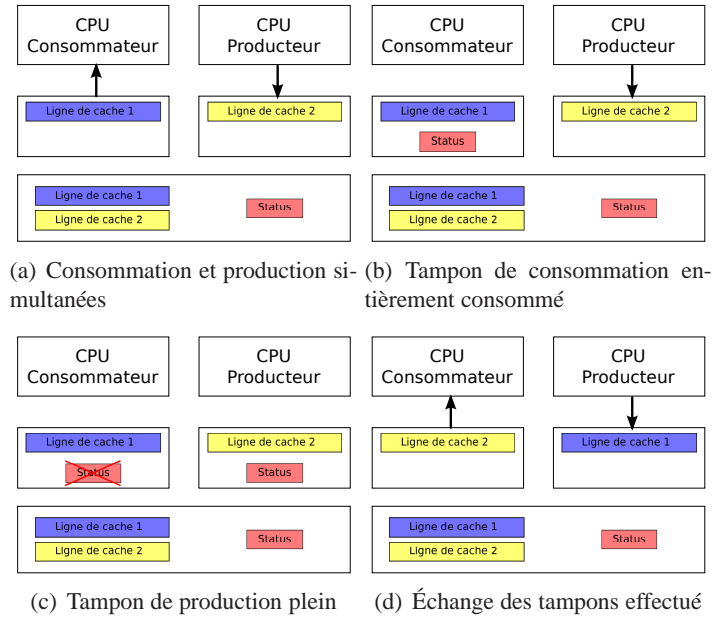 CPU
Consommateur
CPU
Producteur
CPU
Consommateur
CPU
Producteur
Ligne de cache 1
Ligne de cache 2
Ligne de cache 1
Status
Ligne de cache 2
Ligne de cache 1
Ligne de cache 2
Status
Ligne de cache 1
Ligne de cache 2
Status
(a) Consommation et production si-
multanées
(b) Tampon de consommation en-
tièrement consommé
CPU
Consommateur
CPU
Producteur
CPU
Consommateur
CPU
Producteur
Ligne de cache 1
Status
Ligne de cache 2
Status
Ligne de cache 2
Ligne de cache 1
Ligne de cache 1
Ligne de cache 2
Status
Ligne de cache 1
Ligne de cache 2
Status
(c) Tampon de production plein
(d) Échange des tampons effectué